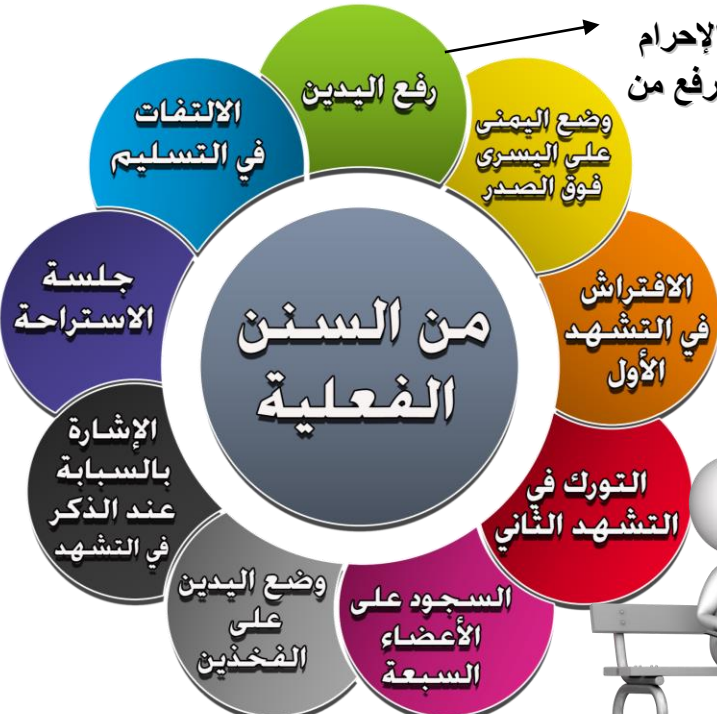 الإحرام
رفع من
رفع اليدين
وضع اليمنى
على اليسرى
فوق الصدر
الافتراش
في التشهد
الأول
التورك في
التشهد الثاني
السجود على
الأعضاء
السبعة
وضع اليدين
على
الفخذين
الإشارة
بالسبابة
عند الذكر
في التشهد
جلسة
الاستراحة
الالتفات
في التسليم
من السنن
الفعلية